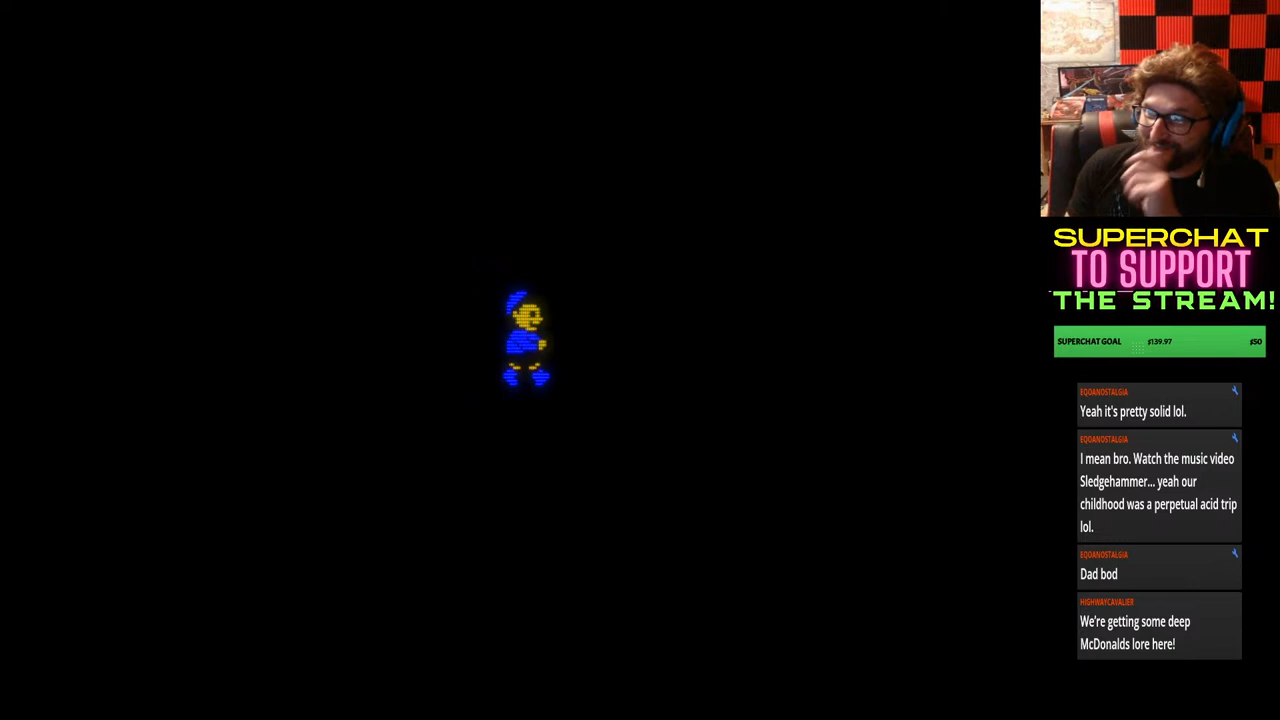 SUPERCHAT
TO SUPPORT
THE STREAM!
SUPERCHAT GOAL $139.97 $50
EQOANOSTALGIA
Yeah it's pretty solid lol.
EQOANOSTALGIA
I mean bro. Watch the music video
Sledgehammer... yeah our
childhood was a perpetual acid trip
lol.
EQOANOSTALGIA
Dad bod
HIGHWAYCAVALIER
We're getting some deep
McDonalds lore here!